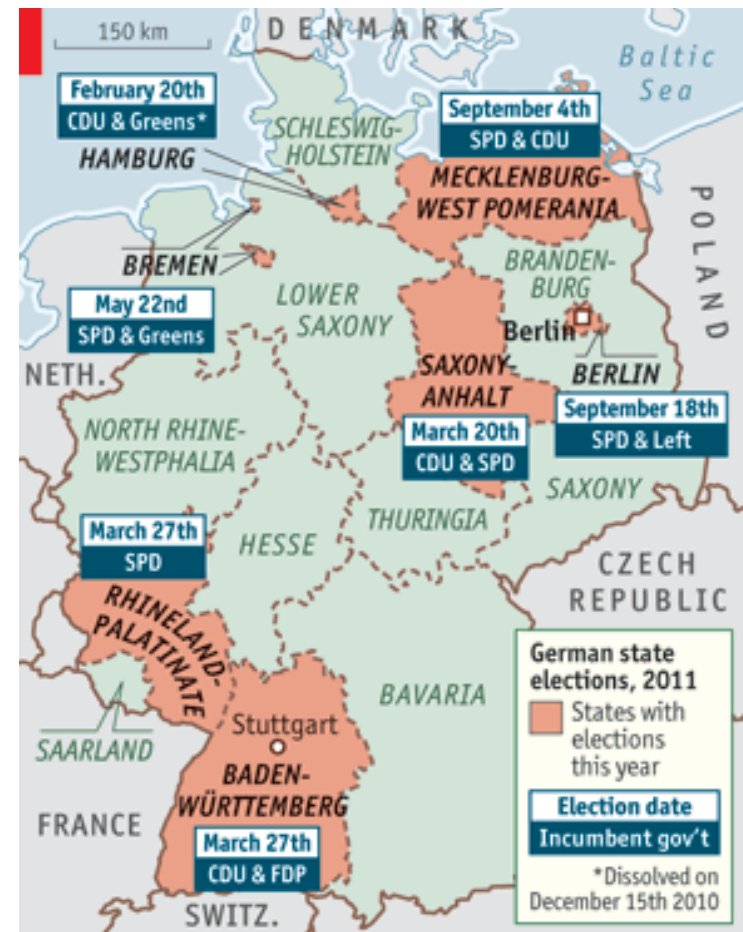 150 km
DENMARK
Baltic
Sea
February 20th
CDU & Greens*
HAMBURG
SCHLESWIG-
HOLSTEIN
September 4th
SPD & CDU
MECKLENBURG-
WEST POMERANIA
POLAND
BREMEN
May 22nd
SPD & Greens
LOWER
SAXONY
BRANDEN-
BURG
Berlin
BERLIN
September 18th
SPD & Left
NETH.
SAXONY-
ANHALT
March 20th
CDU & SPD
NORTH RHINE-
WESTPHALIA
SAXONY
THURINGIA
HESSE
March 27th
SPD
RHINELAND-
PALATINATE
CZECH
REPUBLIC
SAARLAND
BAVARIA
Stuttgart
BADEN-
WÜRTTEMBERG
March 27th
CDU & FDP
FRANCE
SWITZ.
German state
elections, 2011
States with
elections
this year
Election date
Incumbent gov't
*Dissolved on
December 15th 2010